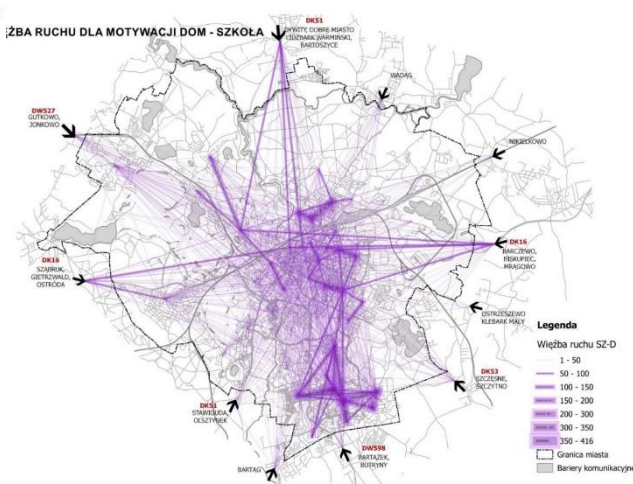 ĘŹBA RUCHU DLA MOTYWACJI DOM - SZKOŁA
DK51
DYWITY, DOBRE MIASTO
LIDZBARK WARMIŃSKI,
BARTOSZYCE
WADĄG
DW527
GUTKOWO,
JONKOWO
NIKIELKOWO
DK16
BARCZEWO,
BISKUPIEC,
MRĄGOWO
DK16
SZĄBRUK,
GIETRZWAŁD,
OSTRÓDA
OSTRZESZEWO
KLEBARK MAŁY
DK53
SZCZĘSNE,
SZCZYTNO
DK51
STAWIGUDA,
OLSZTYNEK
BARTĄG
DW598
BARTĄŻEK,
BUTRYNY
Legenda
Więźba ruchu SZ-D
1 - 50
50 - 100
100 - 150
150 - 200
200 - 300
300 - 350
350 - 416
Granica miasta
Bariery komunikacyjne